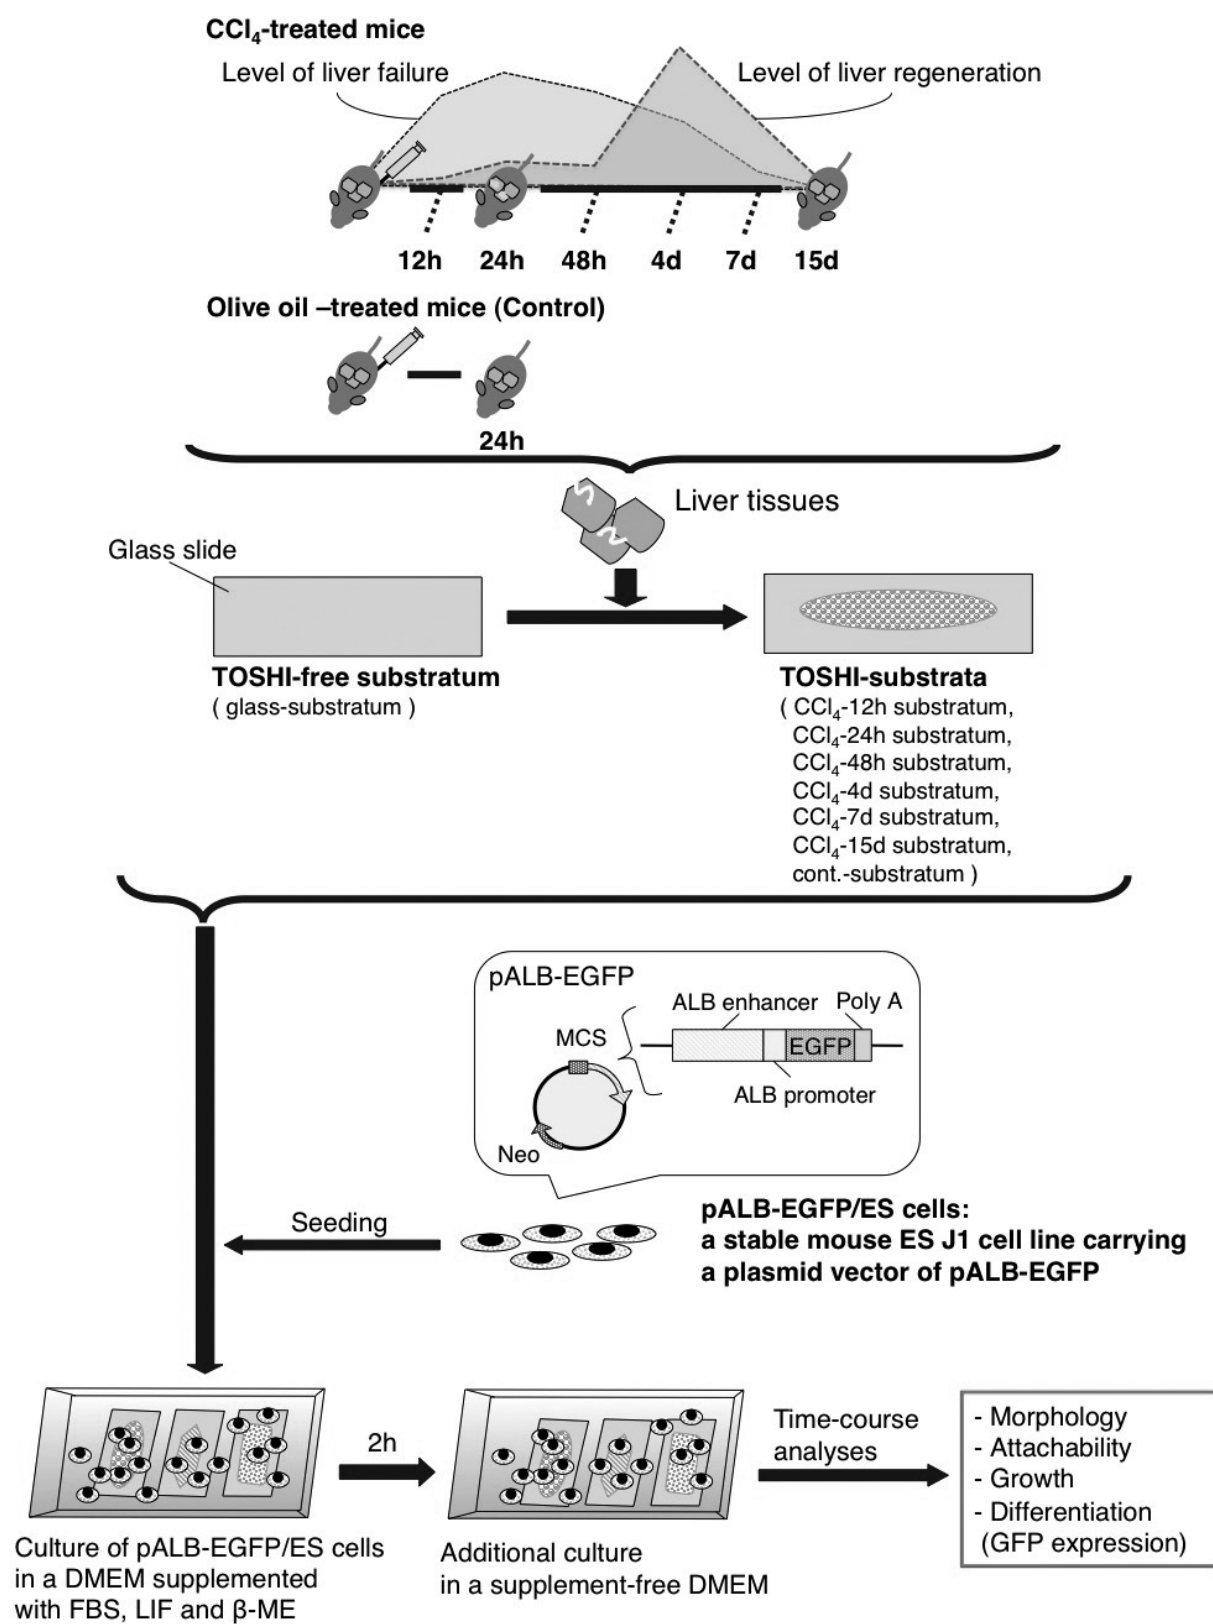 CCl₄-treated mice
Level of liver failure
Level of liver regeneration
12h 24h 48h 4d 7d 15d
Olive oil –treated mice (Control)
24h
Liver tissues
Glass slide
TOSHI-free substratum
( glass-substratum )
TOSHI-substrata
( CCl₄-12h substratum,
CCl₄-24h substratum,
CCl₄-48h substratum,
CCl₄-4d substratum,
CCl₄-7d substratum,
CCl₄-15d substratum,
cont.-substratum )
pALB-EGFP
ALB enhancer
Poly A
MCS
EGFP
ALB promoter
Neo
Seeding
pALB-EGFP/ES cells:
a stable mouse ES J1 cell line carrying
a plasmid vector of pALB-EGFP
2h
Time-course
analyses
- Morphology
- Attachability
- Growth
- Differentiation
(GFP expression)
Culture of pALB-EGFP/ES cells
in a DMEM supplemented
with FBS, LIF and β-ME
Additional culture
in a supplement-free DMEM